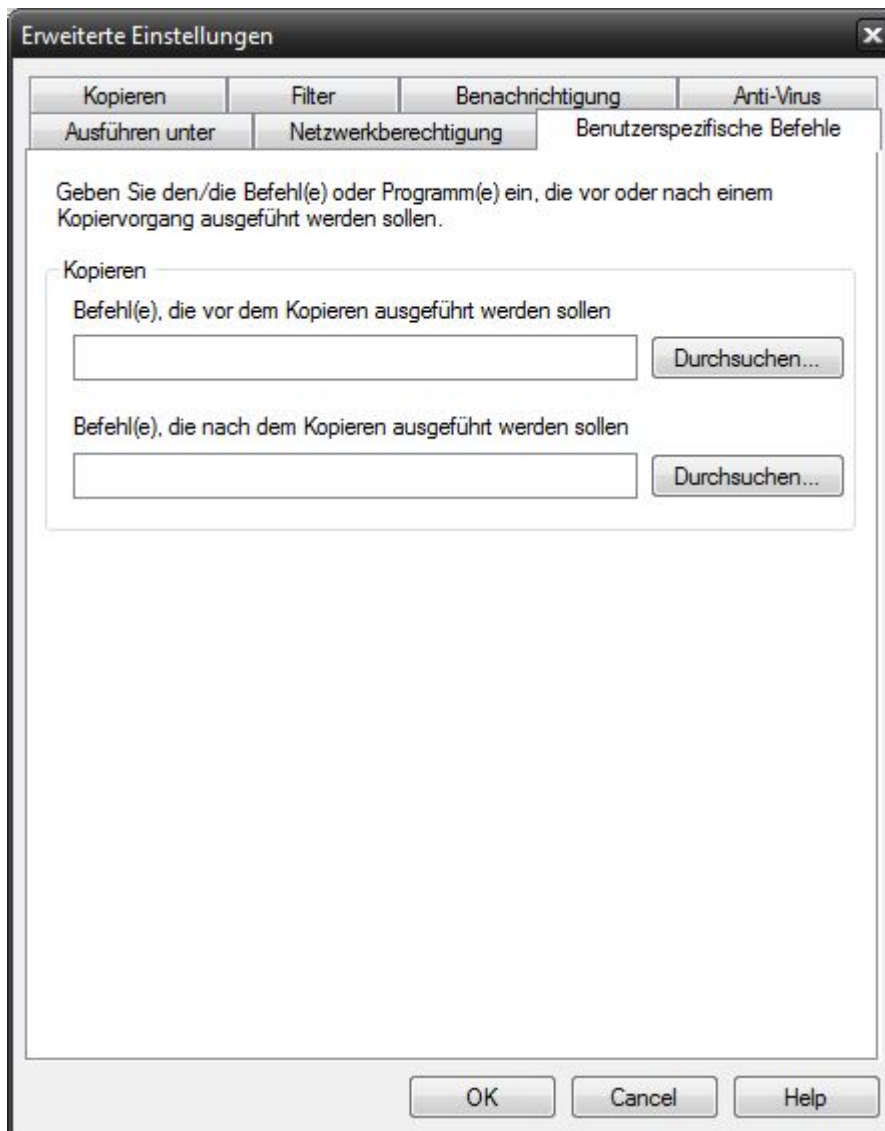 Erweiterte Einstellungen
Kopieren Filter Benachrichtigung Anti-Virus
Ausführen unter Netzwerkberechtigung Benutzerspezifische Befehle
Geben Sie den/die Befehl(e) oder Programm(e) ein, die vor oder nach einem
Kopiervorgang ausgeführt werden sollen.
Kopieren
Befehl(e), die vor dem Kopieren ausgeführt werden sollen
Durchsuchen...
Befehl(e), die nach dem Kopieren ausgeführt werden sollen
Durchsuchen...
OK Cancel Help